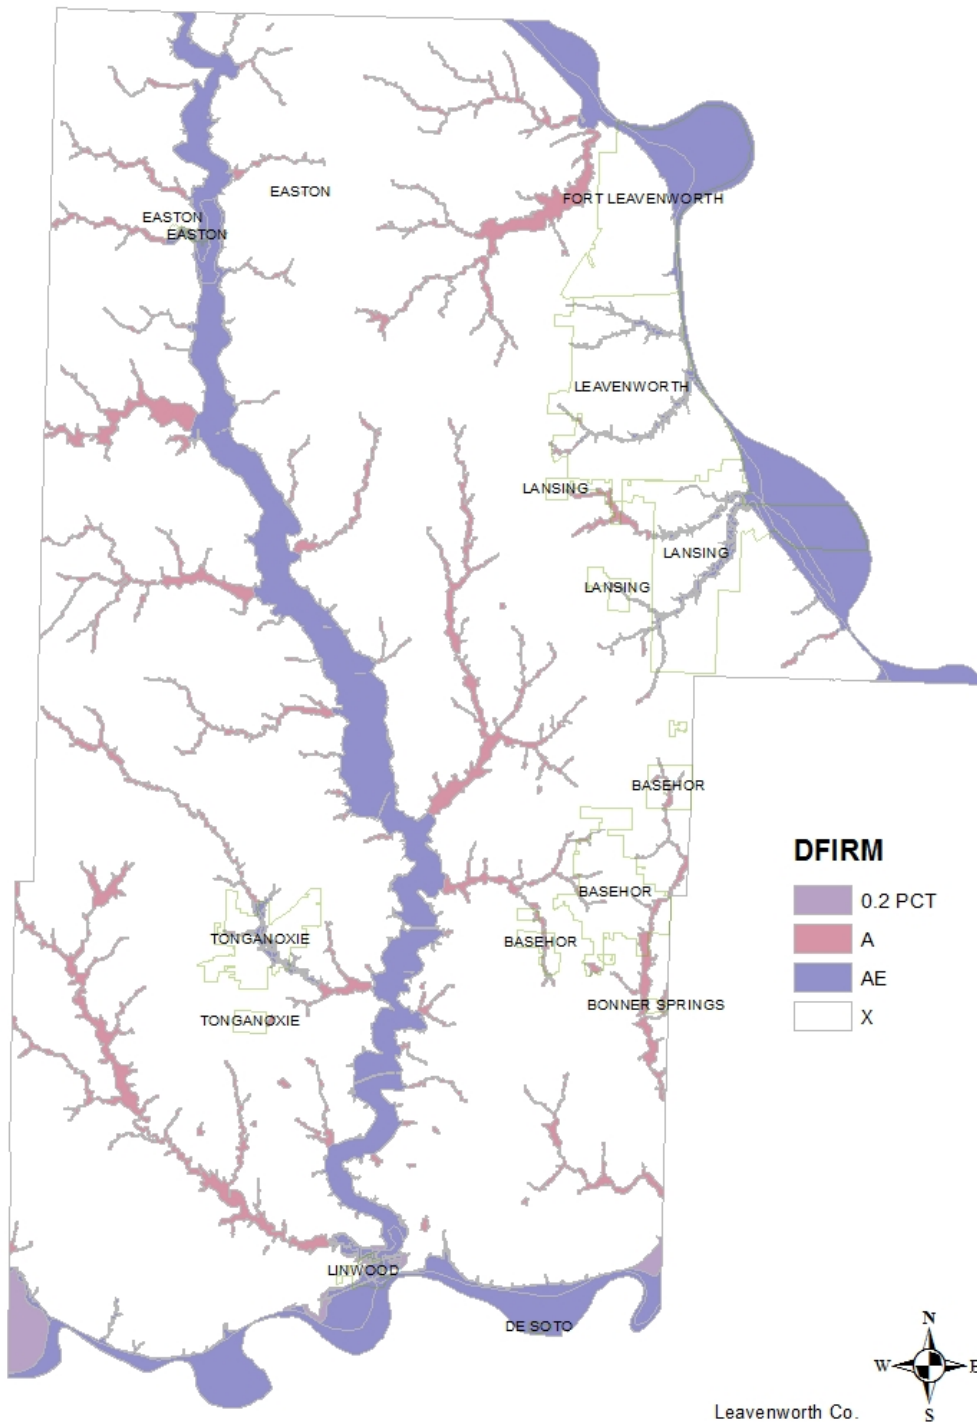 EASTON
FORT LEAVENWORTH
EASTON
EASTON
LEAVENWORTH
LANSING
LANSING
LANSING
BASEHOR
BASEHOR
TONGANOXIE
BASEHOR
BONNER SPRINGS
TONGANOXIE
LINWOOD
DE SOTO
DFIRM
0.2 PCT
A
AE
X
N
W E
S
Leavenworth Co.